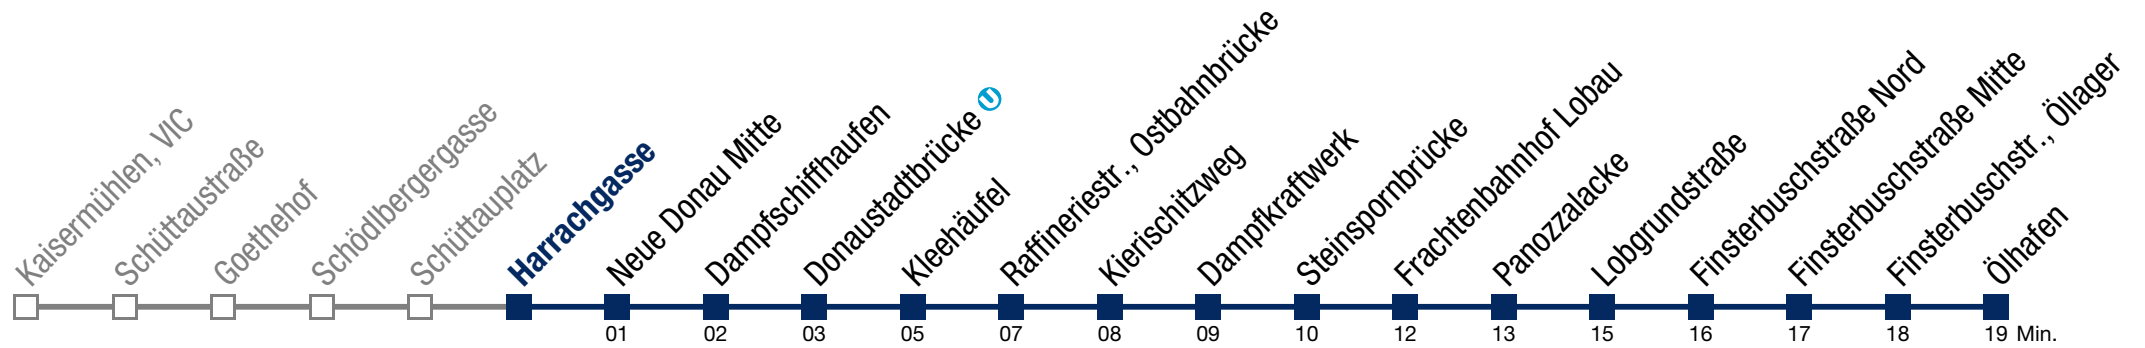 Kaisermühlen, VIC
Schüttaustraße
Goethehof
Schödlbergergasse
Schüttauplatz
Harrachgasse
Neue Donau Mitte
Dampfschiffhaufen
Donaustadtbrücke U
Kleehäufel
Raffineriestr., Ostbahnbrücke
Kierischitzweg
Dampfkraftwerk
Steinspornbrücke
Frachtenbahnhof Lobau
Panozzalacke
Lobgrundstraße
Finsterbuschstraße Nord
Finsterbuschstraße Mitte
Finsterbuschstr., Öllager
Ölhafen
01 02 03 05 07 08 09 10 12 13 15 16 17 18 19 Min.